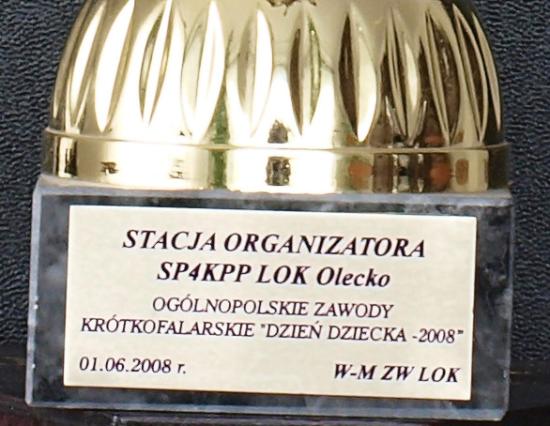 STACJA ORGANIZATORA
SP4KPP LOK Olecko
OGÓLNOPOLSKIE ZAWODY
KRÓTKOFALARSKIE "DZIEŃ DZIECKA -2008"
01.06.2008 r. W-M ZW LOK